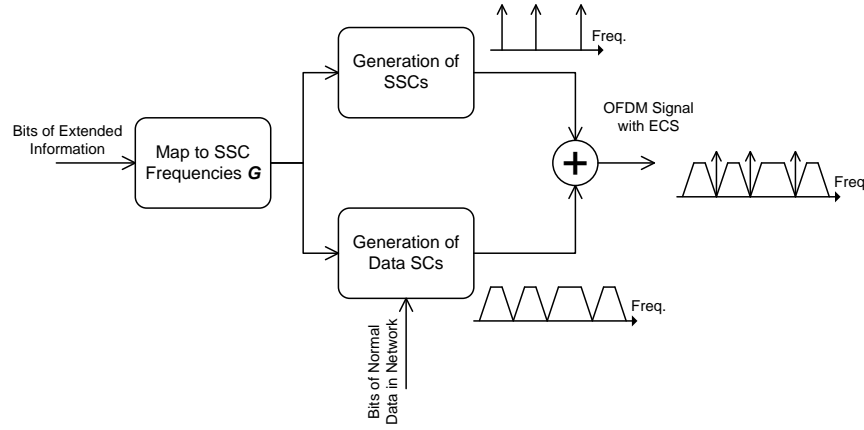 Generation of
SSCs
Freq.
Bits of Extended
Information
Map to SSC
Frequencies G
OFDM Signal
with ECS
+
Freq
Generation of
Data SCs
Freq.
Bits of Normal
Data in Network